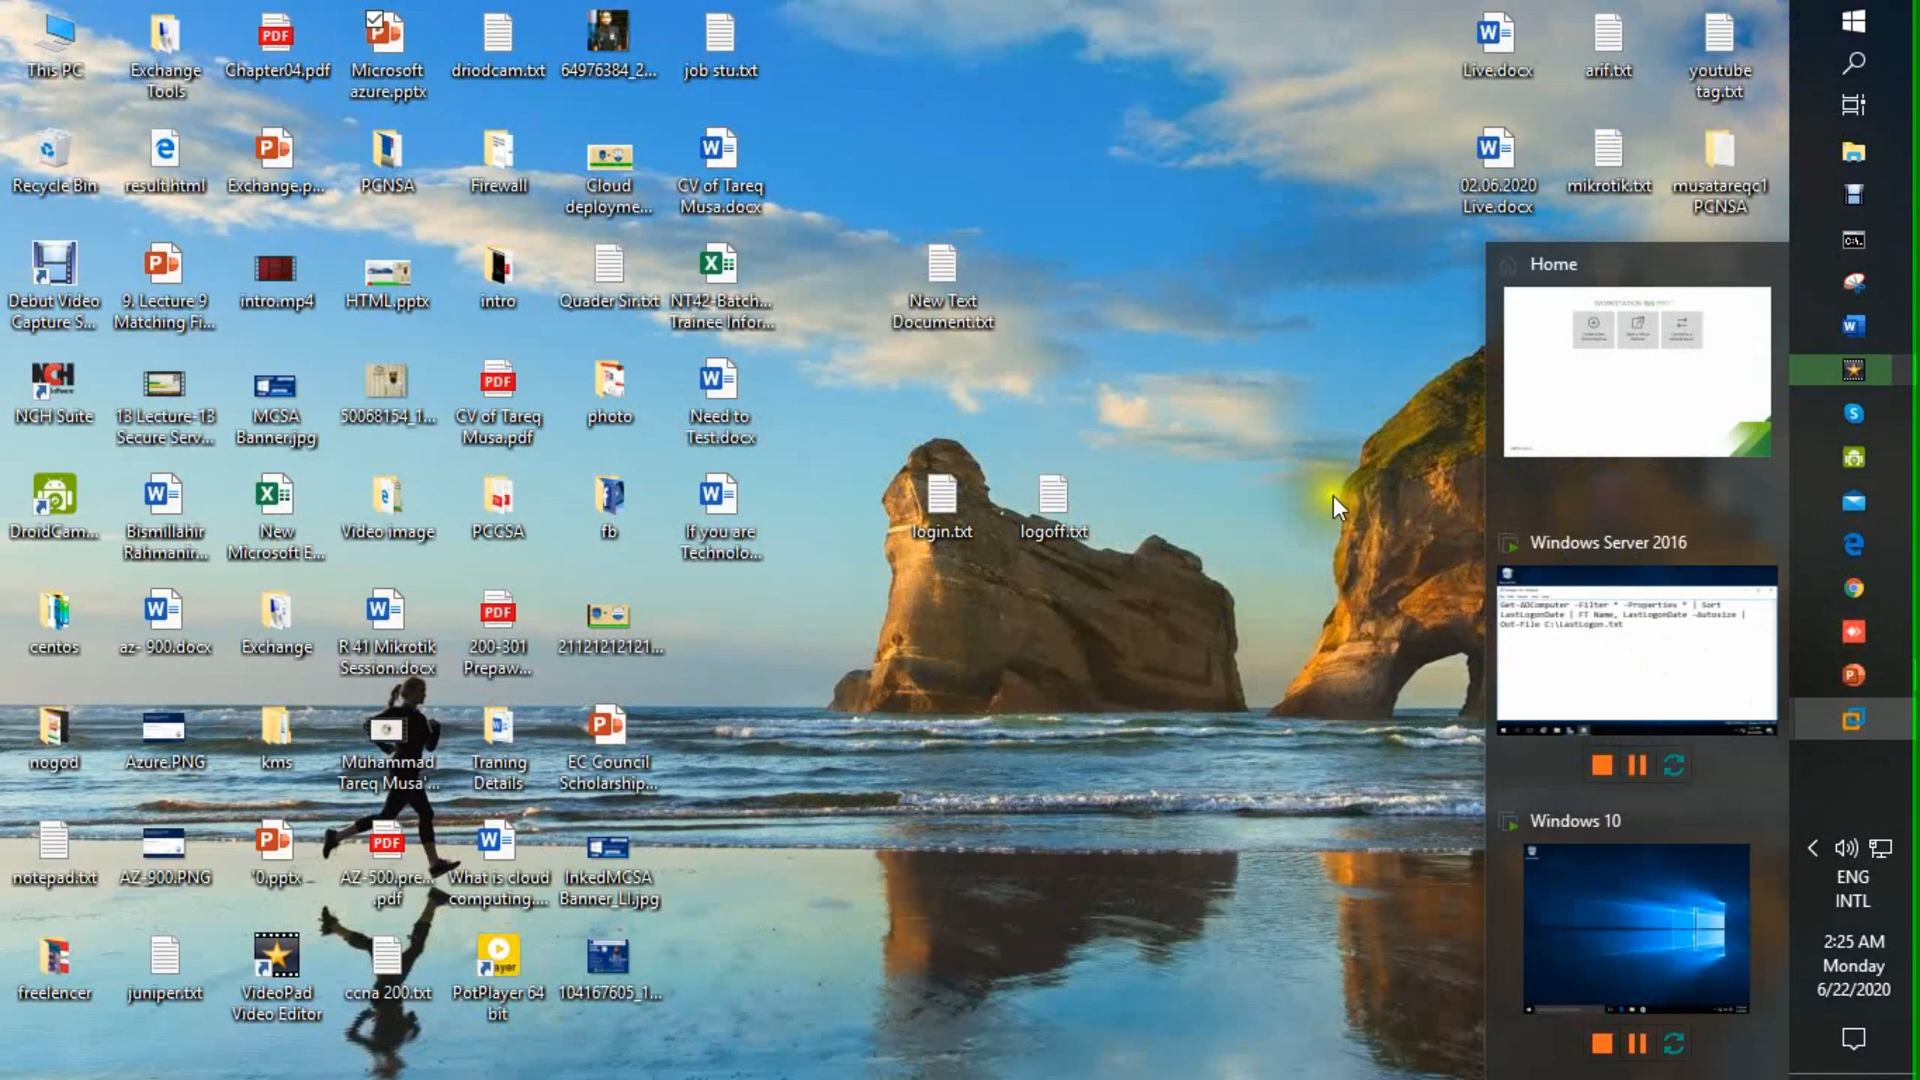 This PC
Exchange
Tools
Chapter04.pdf
Microsoft
azure.pptx
driodcam.txt
64976384_2...
job stu.txt
Live.docx
arif.txt
youtube
tag.txt
Recycle Bin
result.html
Exchange.p...
PCNSA
Firewall
Cloud
deployme...
CV of Tareq
Musa.docx
02.06.2020
Live.docx
mikrotik.txt
musatareqc1
PCNSA
Debut Video
Capture S...
9. Lecture 9
Matching Fi...
intro.mp4
HTML.pptx
intro
Quader Sir.txt
NT42-Batch...
Trainee Infor...
New Text
Document.txt
Home
NCH Suite
13 Lecture-13
Secure Serv...
MCSA
Banner.jpg
50068154_1...
CV of Tareq
Musa.pdf
photo
Need to
Test.docx
DroidCam...
Bismillahir
Rahmanir...
New
Microsoft E...
Video image
PCCSA
fb
If you are
Technolo...
login.txt
logoff.txt
Windows Server 2016
Get-ADComputer -Filter * -Properties * | Sort
LastLogonDate | FT Name, LastLogonDate -Autosize |
Out-File C:\LastLogon.txt
centos
az- 900.docx
Exchange
R 41 Mikrotik
Session.docx
200-301
Prepaw...
21121212121...
nogod
Azure.PNG
kms
Muhammad
Tareq Musa'...
Traning
Details
EC Council
Scholarship...
Windows 10
notepad.txt
AZ-900.PNG
'0.pptx
AZ-500.pre...
.pdf
What is cloud
computing....
InkedMCSA
Banner_LI.jpg
freelencer
juniper.txt
VideoPad
Video Editor
ccna 200.txt
PotPlayer 64
bit
104167605_1...
ENG
INTL
2:25 AM
Monday
6/22/2020